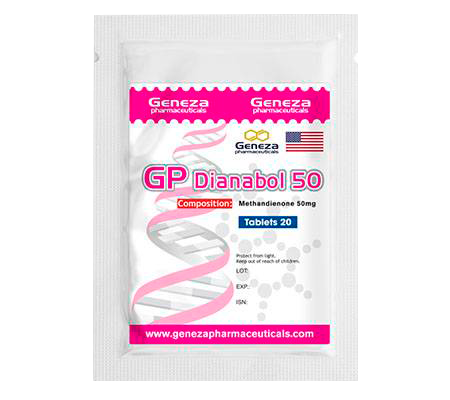 Geneza Geneza
pharmaceuticals pharmaceuticals
Geneza
pharmaceuticals
GP Dianabol 50
Composition: Methandienone 50mg
Tablets 20
Protect from light.
Keep out of reach of children.
LOT:
EXP.:
ISN:
www.genezapharmaceuticals.com